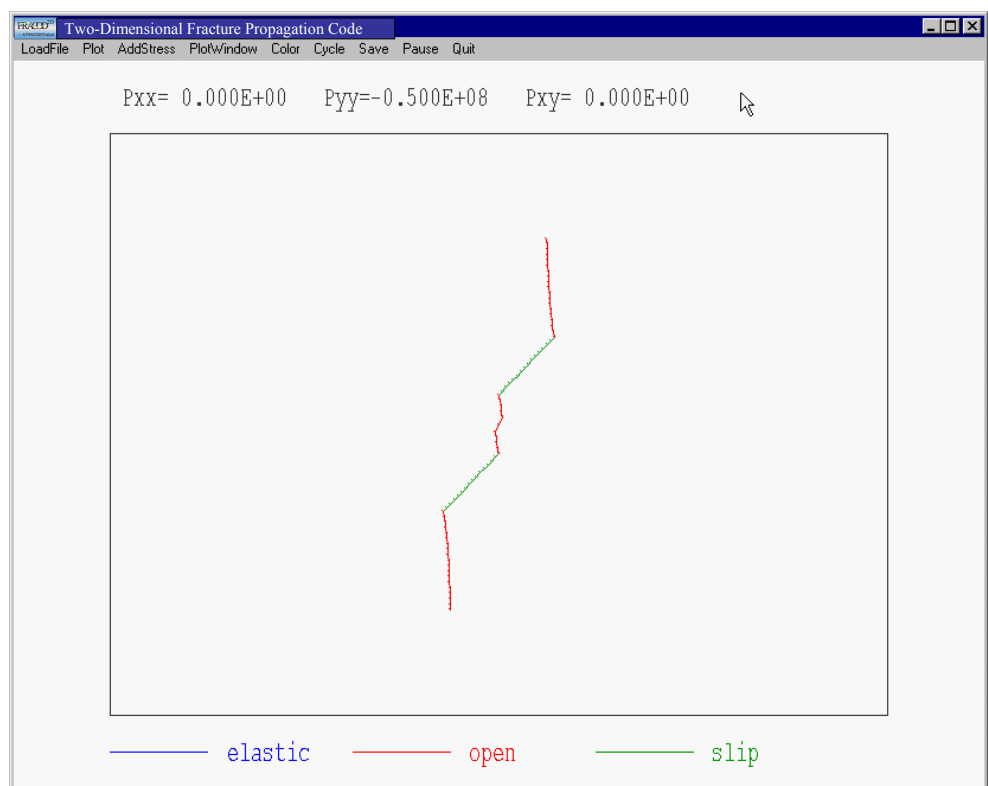 FRACOD2D Two-Dimensional Fracture Propagation Code
LoadFile Plot AddStress PlotWindow Color Cycle Save Pause Quit
Pxx= 0.000E+00 Pyy=-0.500E+08 Pxy= 0.000E+00
elastic open slip